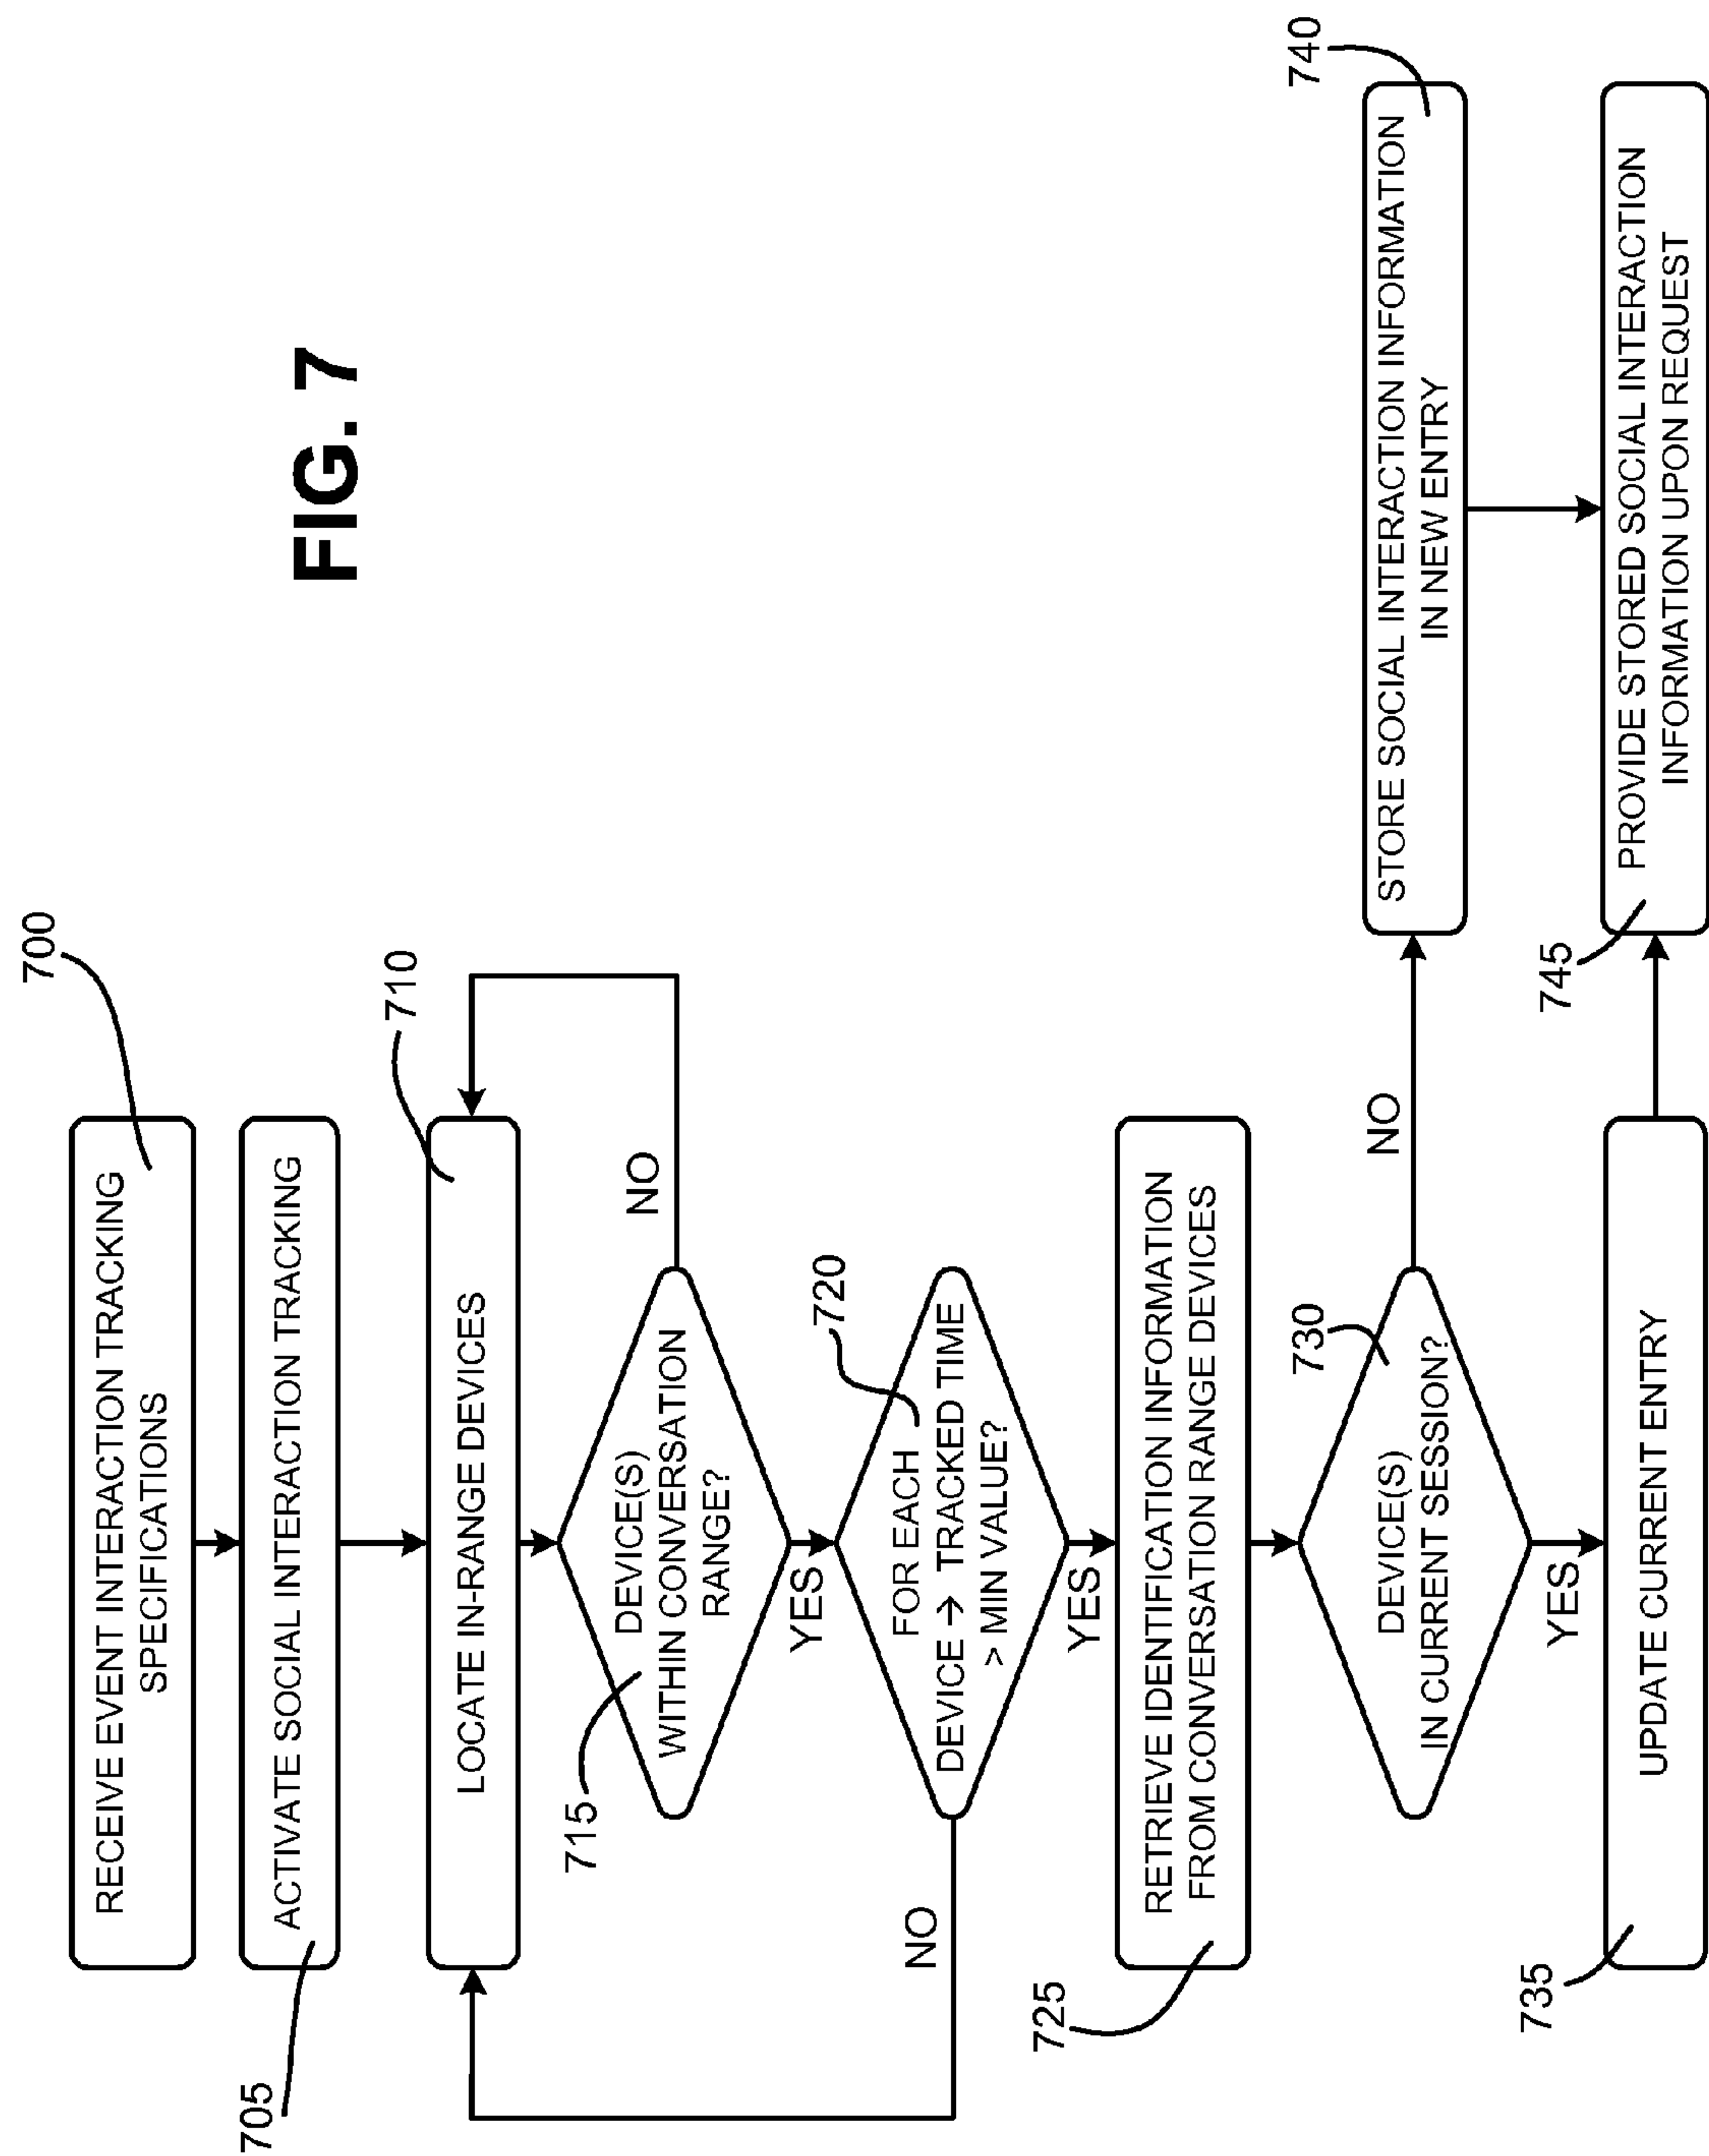 FIG. 7
700
RECEIVE EVENT INTERACTION TRACKING
SPECIFICATIONS
705
ACTIVATE SOCIAL INTERACTION TRACKING
710
LOCATE IN-RANGE DEVICES
715
DEVICE(S)
WITHIN CONVERSATION
RANGE?
NO
YES
720
FOR EACH
DEVICE → TRACKED TIME
> MIN VALUE?
NO
YES
725
RETRIEVE IDENTIFICATION INFORMATION
FROM CONVERSATION RANGE DEVICES
730
DEVICE(S)
IN CURRENT SESSION?
NO
YES
735
UPDATE CURRENT ENTRY
740
STORE SOCIAL INTERACTION INFORMATION
IN NEW ENTRY
745
PROVIDE STORED SOCIAL INTERACTION
INFORMATION UPON REQUEST